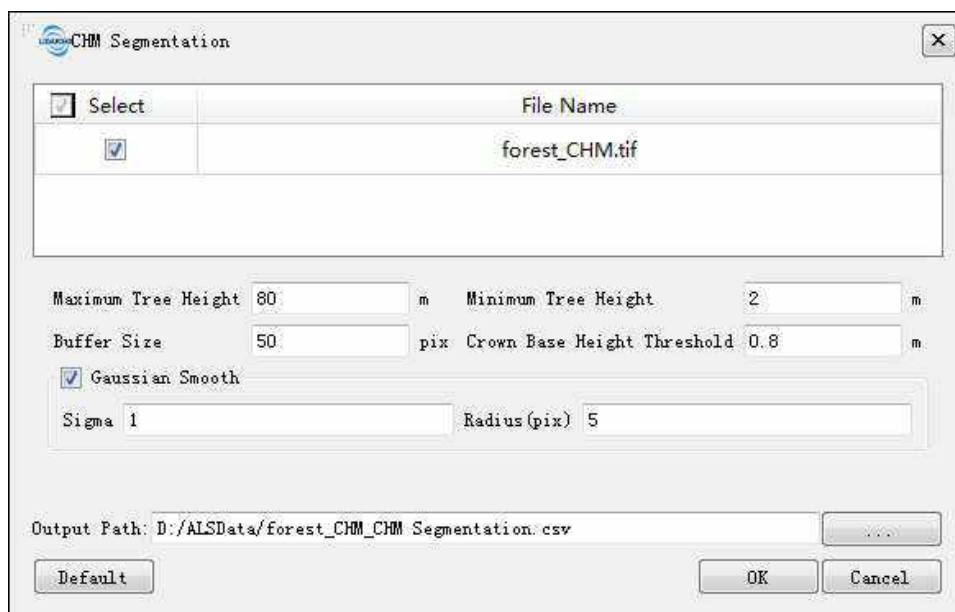 CHM Segmentation
Select File Name
forest_CHM.tif
Maximum Tree Height 80 m Minimum Tree Height 2 m
Buffer Size 50 pix Crown Base Height Threshold 0.8 m
Gaussian Smooth
Sigma 1 Radius(pix) 5
Output Path: D:/ALSData/forest_CHM_CHM Segmentation.csv ...
Default OK Cancel